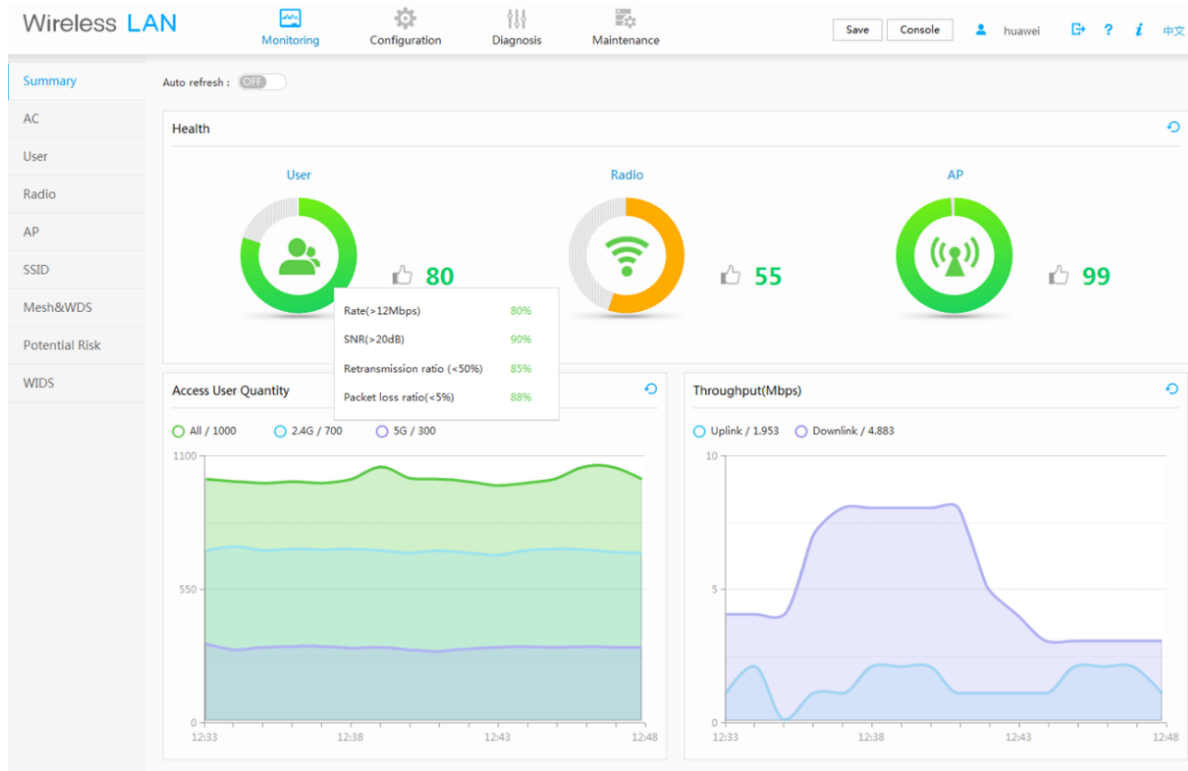 Wireless LAN
Monitoring
Configuration
Diagnosis
Maintenance
Save
Console
huawei
?
i
中文
Summary
AC
User
Radio
AP
SSID
Mesh&WDS
Potential Risk
WIDS
Auto refresh :
OFF
Health
User
Radio
AP
80
55
99
Rate(>12Mbps) 80%
SNR(>20dB) 90%
Retransmission ratio (<50%) 85%
Packet loss ratio(<5%) 88%
Access User Quantity
All / 1000 2.4G / 700 5G / 300
1100
550
0
12:33 12:38 12:43 12:48
Throughput(Mbps)
Uplink / 1.953 Downlink / 4.883
10
5
0
12:33 12:38 12:43 12:48